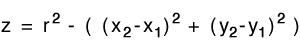 z = r² - ( (x₂-x₁)² + (y₂-y₁)² )